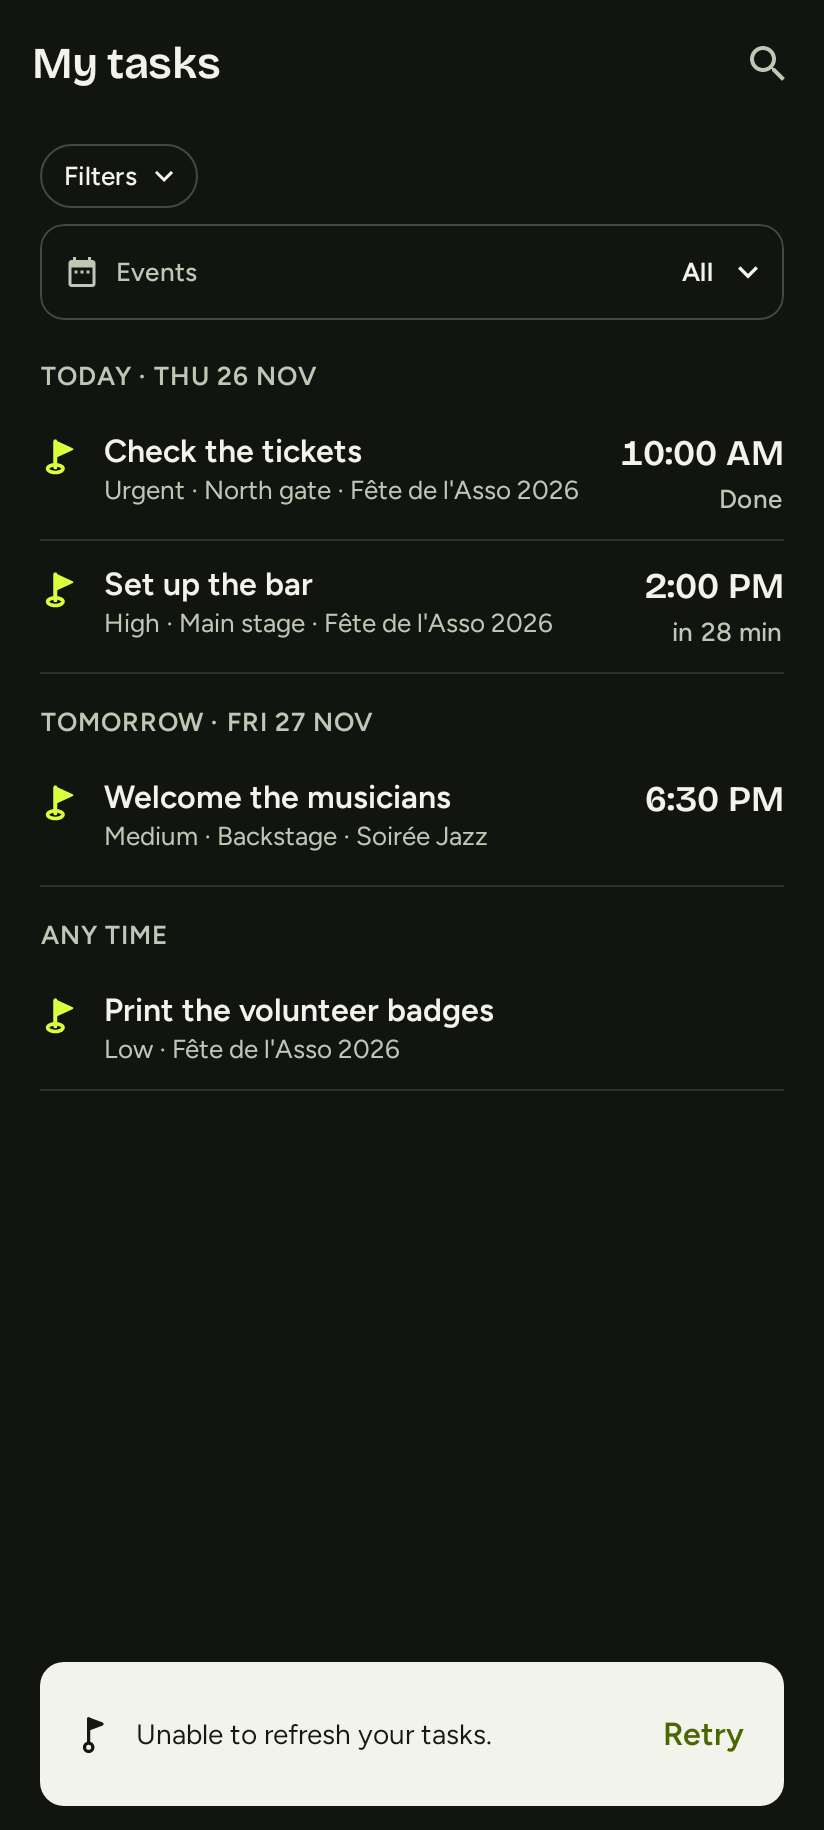 My tasks
Filters
Events All
TODAY · THU 26 NOV
Check the tickets 10:00 AM
Urgent · North gate · Fête de l'Asso 2026 Done
Set up the bar 2:00 PM
High · Main stage · Fête de l'Asso 2026 in 28 min
TOMORROW · FRI 27 NOV
Welcome the musicians 6:30 PM
Medium · Backstage · Soirée Jazz
ANY TIME
Print the volunteer badges
Low · Fête de l'Asso 2026
Unable to refresh your tasks. Retry